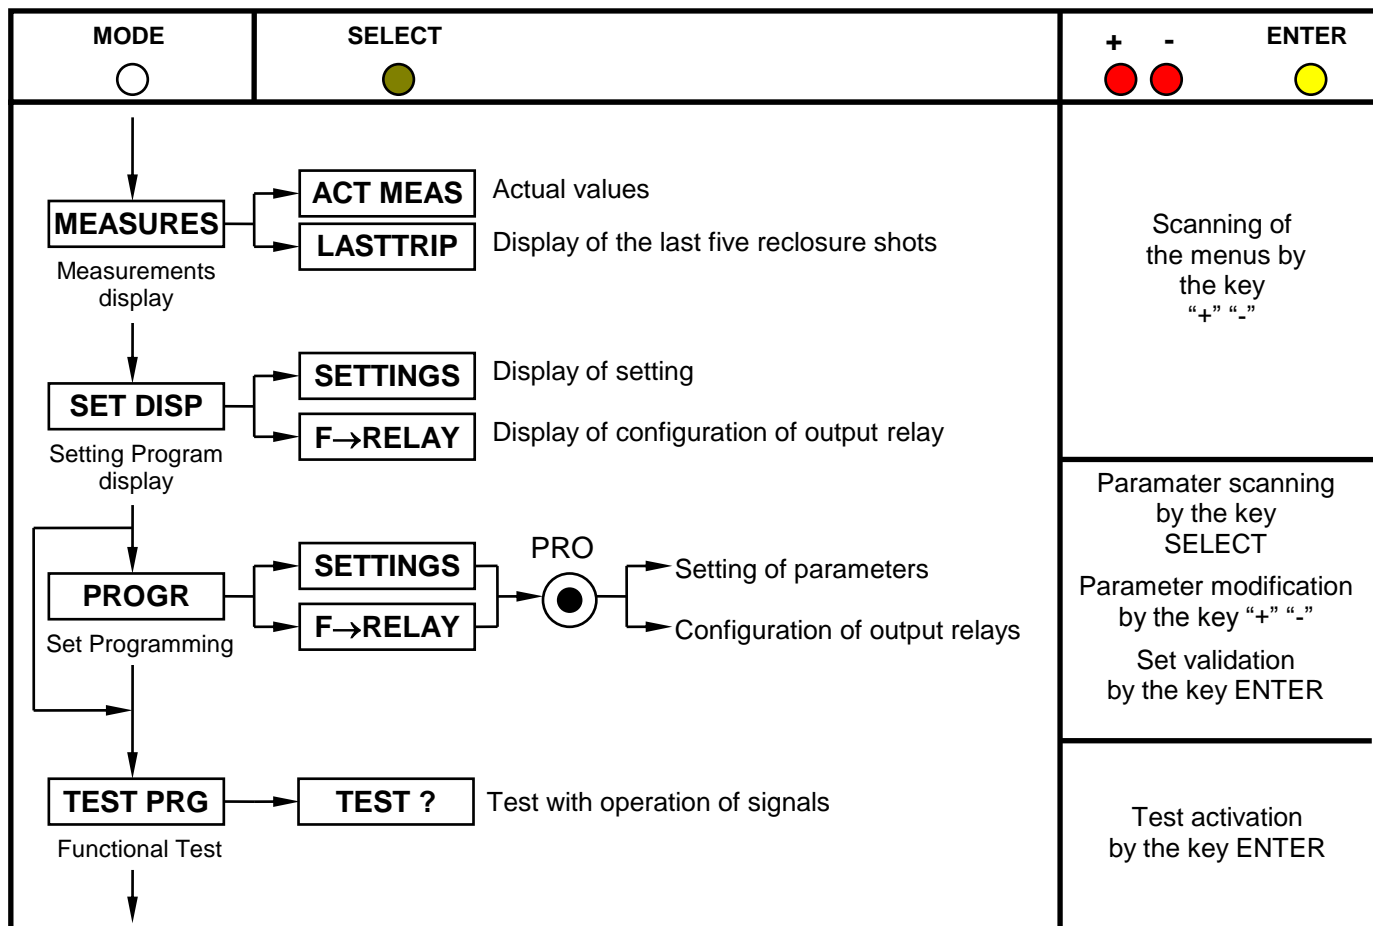 MODE
SELECT
+ -
ENTER
MEASURES
Measurements
display
ACT MEAS
Actual values
LASTTRIP
Display of the last five reclosure shots
Scanning of
the menus by
the key
“+” “-”
SET DISP
Setting Program
display
SETTINGS
Display of setting
F→RELAY
Display of configuration of output relay
PROGR
Set Programming
SETTINGS
F→RELAY
PRO
Setting of parameters
Configuration of output relays
Paramater scanning
by the key
SELECT
Parameter modification
by the key “+” “-”
Set validation
by the key ENTER
TEST PRG
Functional Test
TEST ?
Test with operation of signals
Test activation
by the key ENTER